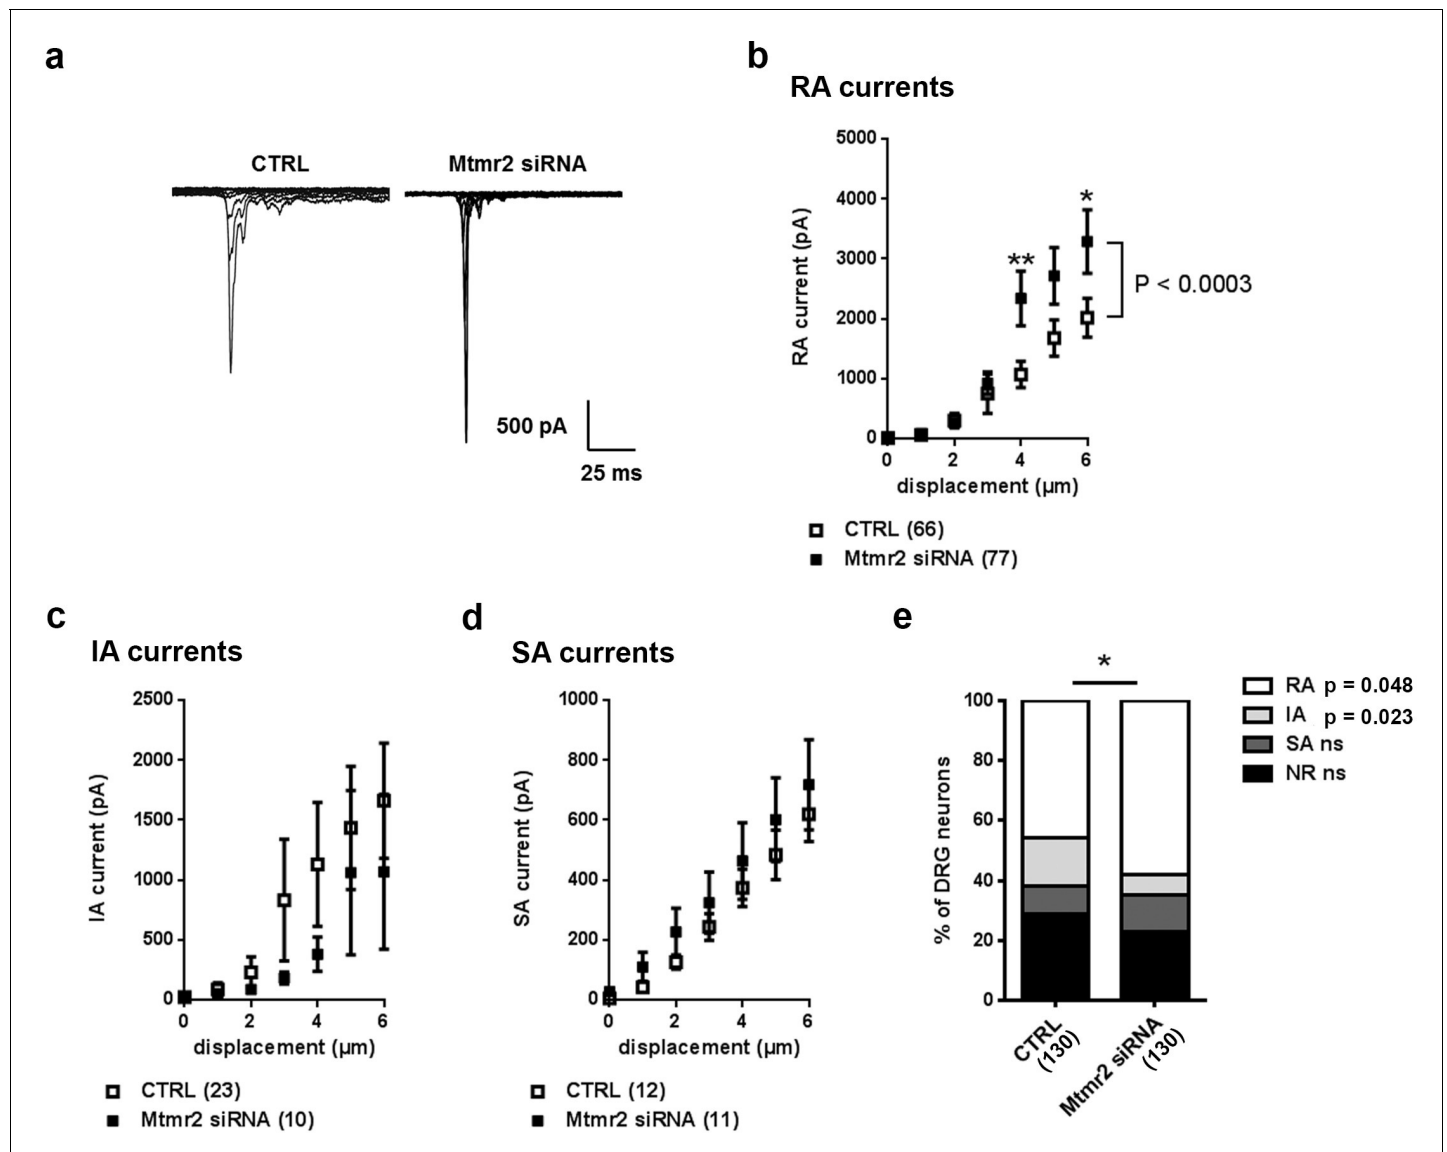 a
CTRL
Mtmr2 siRNA
500 pA
25 ms
b
RA currents
RA current (pA)
5000
4000
3000
2000
1000
0
0 2 4 6
displacement (µm)
**
*
P < 0.0003
CTRL (66)
Mtmr2 siRNA (77)
c
IA currents
IA current (pA)
2500
2000
1500
1000
500
0
0 2 4 6
displacement (µm)
CTRL (23)
Mtmr2 siRNA (10)
d
SA currents
SA current (pA)
1000
800
600
400
200
0
0 2 4 6
displacement (µm)
CTRL (12)
Mtmr2 siRNA (11)
e
*
% of DRG neurons
100
80
60
40
20
0
CTRL
(130)
Mtmr2 siRNA
(130)
RA p = 0.048
IA p = 0.023
SA ns
NR ns